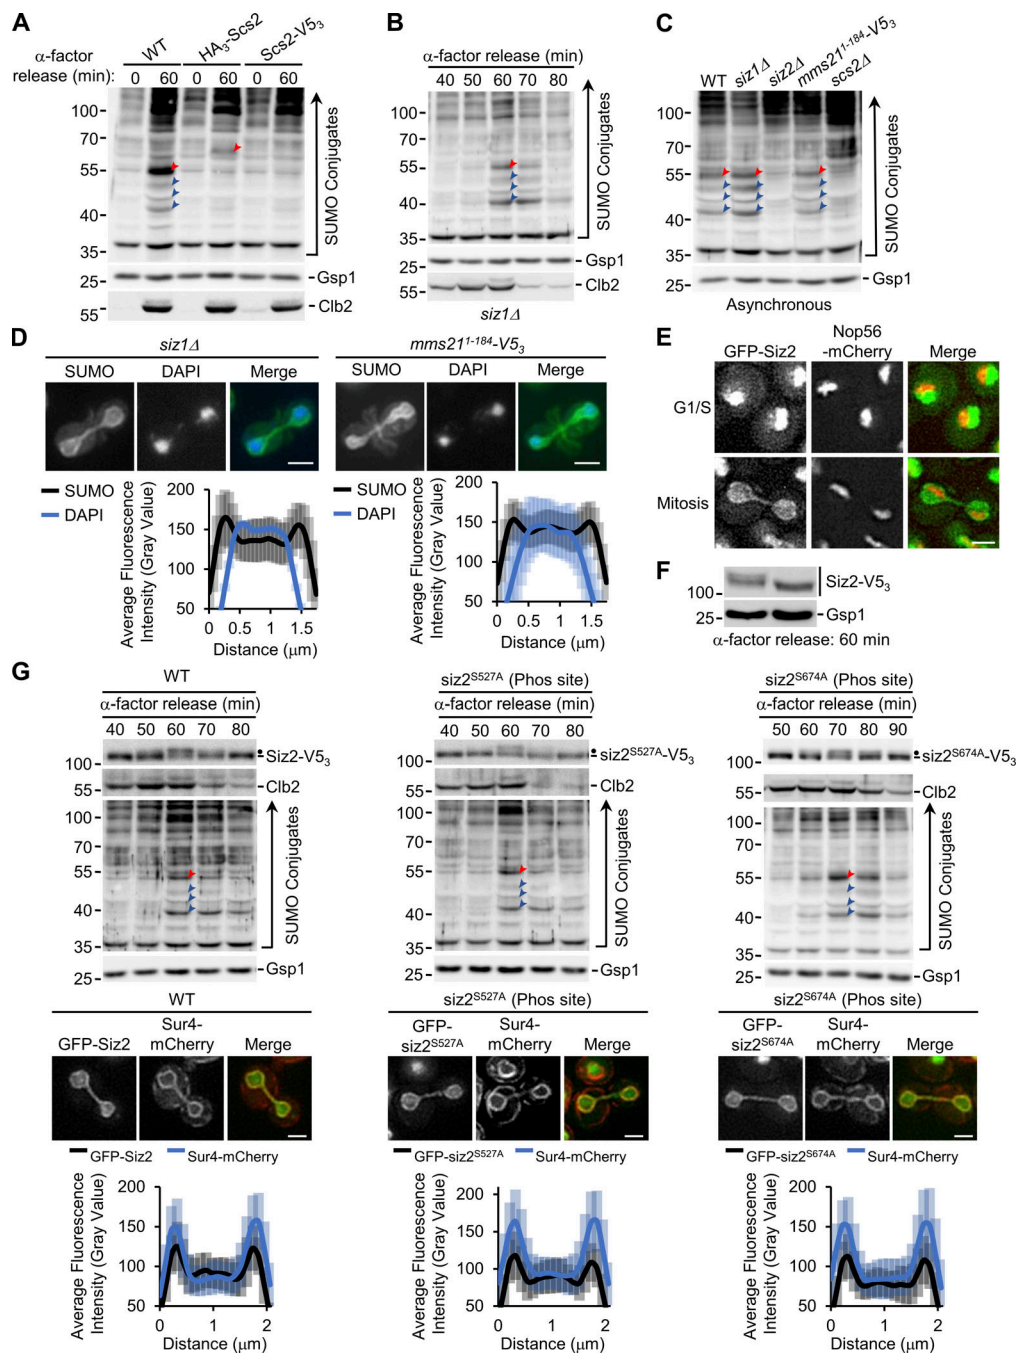 A
α-factor release (min):
WT
HA₃-Scs2
Scs2-V5₃
0 60 0 60 0 60
100
70
55
40
35
25
55
SUMO Conjugates
Gsp1
Clb2
B
α-factor release (min)
40 50 60 70 80
100
70
55
40
35
25
55
SUMO Conjugates
Gsp1
Clb2
siz1Δ
C
WT siz1Δ siz2Δ mms21¹⁻¹⁸⁴-V5₃ scs2Δ
100
70
55
40
35
25
SUMO Conjugates
Gsp1
Asynchronous
D
siz1Δ
SUMO DAPI Merge
SUMO
DAPI
Average Fluorescence Intensity (Gray Value)
200
150
100
50
0 0.5 1 1.5
Distance (μm)
mms21¹⁻¹⁸⁴-V5₃
SUMO DAPI Merge
SUMO
DAPI
Average Fluorescence Intensity (Gray Value)
200
150
100
50
0 0.5 1 1.5
Distance (μm)
E
GFP-Siz2 Nop56-mCherry Merge
G1/S
Mitosis
F
100
25
Siz2-V5₃
Gsp1
α-factor release: 60 min
G
WT
α-factor release (min)
40 50 60 70 80
100
55
100
70
55
40
35
25
Siz2-V5₃
Clb2
SUMO Conjugates
Gsp1
siz2ˢ⁵²⁷ᴬ (Phos site)
α-factor release (min)
40 50 60 70 80
100
55
100
70
55
40
35
25
siz2ˢ⁵²⁷ᴬ-V5₃
Clb2
SUMO Conjugates
Gsp1
siz2ˢ⁶⁷⁴ᴬ (Phos site)
α-factor release (min)
50 60 70 80 90
100
55
100
70
55
40
35
25
siz2ˢ⁶⁷⁴ᴬ-V5₃
Clb2
SUMO Conjugates
Gsp1
WT
GFP-Siz2 Sur4-mCherry Merge
GFP-Siz2 Sur4-mCherry
Average Fluorescence Intensity (Gray Value)
200
150
100
50
0 1 2
Distance (μm)
siz2ˢ⁵²⁷ᴬ (Phos site)
GFP-siz2ˢ⁵²⁷ᴬ Sur4-mCherry Merge
GFP-siz2ˢ⁵²⁷ᴬ Sur4-mCherry
Average Fluorescence Intensity (Gray Value)
200
150
100
50
0 1 2
Distance (μm)
siz2ˢ⁶⁷⁴ᴬ (Phos site)
GFP-siz2ˢ⁶⁷⁴ᴬ Sur4-mCherry Merge
GFP-siz2ˢ⁶⁷⁴ᴬ Sur4-mCherry
Average Fluorescence Intensity (Gray Value)
200
150
100
50
0 1 2
Distance (μm)